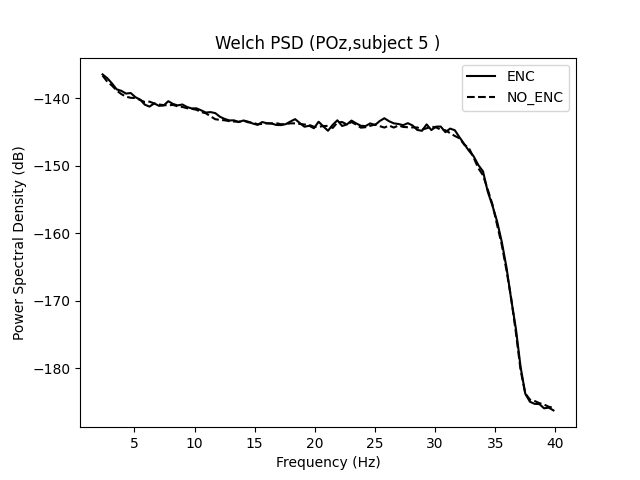 Welch PSD (POz,subject 5 )
ENC
NO_ENC
Power Spectral Density (dB)
−140
−150
−160
−170
−180
5 10 15 20 25 30 35 40
Frequency (Hz)